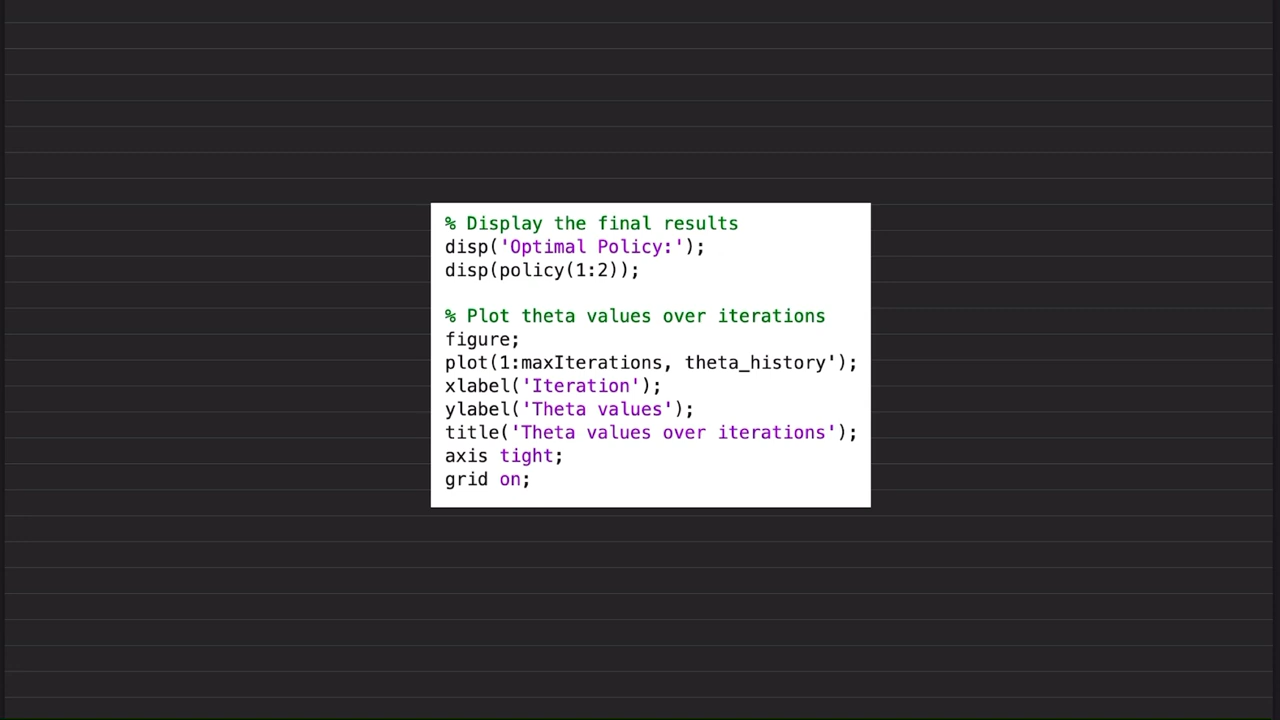 % Display the final results
disp('Optimal Policy:');
disp(policy(1:2));
% Plot theta values over iterations
figure;
plot(1:maxIterations, theta_history');
xlabel('Iteration');
ylabel('Theta values');
title('Theta values over iterations');
axis tight;
grid on;